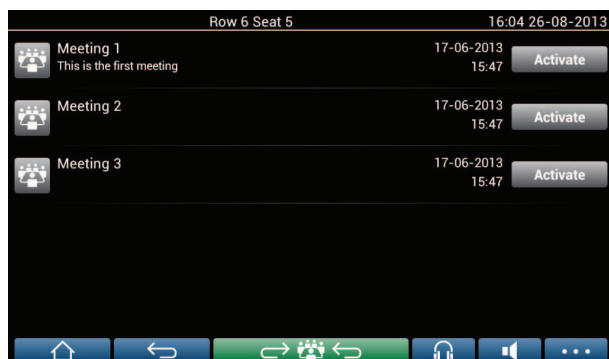 Row 6 Seat 5 16:04 26-08-2013
Meeting 1 17-06-2013
This is the first meeting 15:47 Activate
Meeting 2 17-06-2013
15:47 Activate
Meeting 3 17-06-2013
15:47 Activate